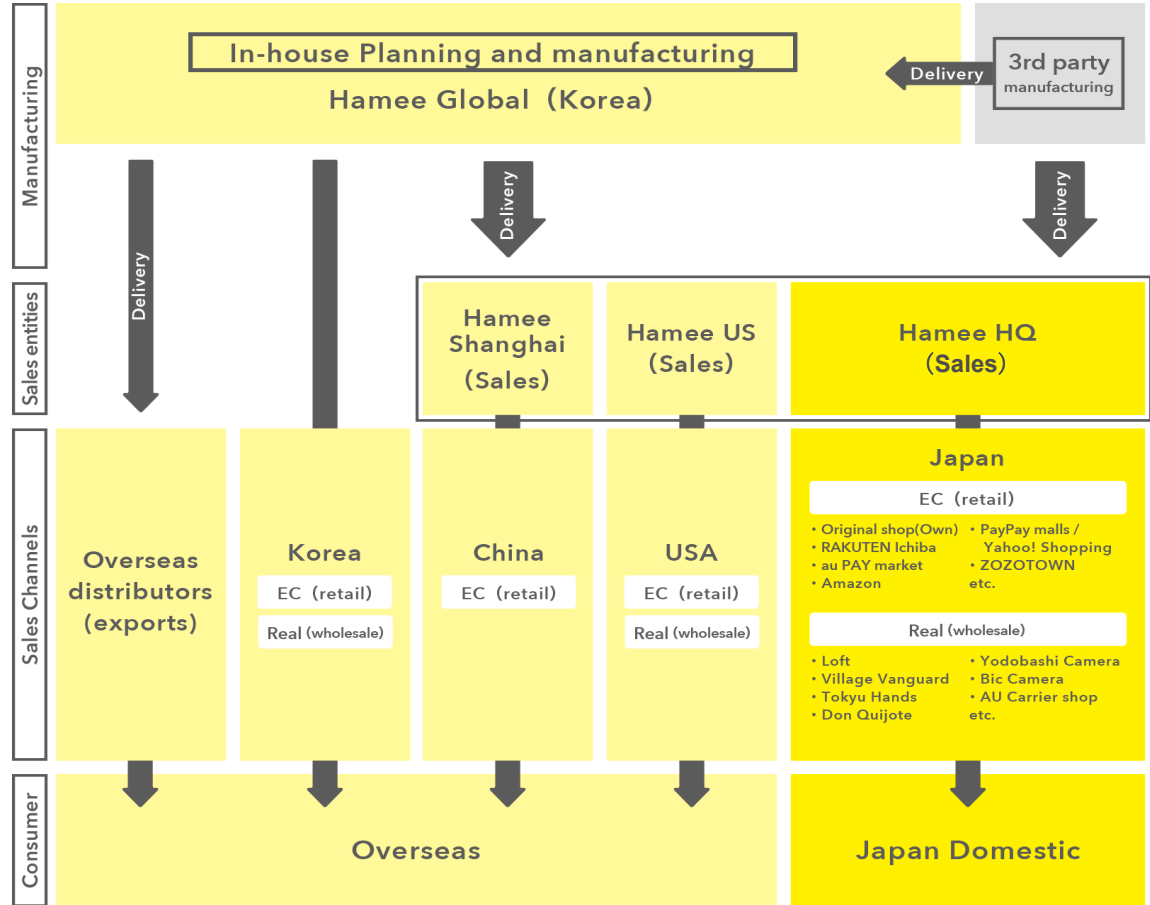 Manufacturing
In-house Planning and manufacturing
Hamee Global（Korea）
Delivery
3rd party
manufacturing
Delivery
Delivery
Delivery
Sales entities
Hamee
Shanghai
（Sales）
Hamee US
（Sales）
Hamee HQ
（Sales）
Sales Channels
Overseas
distributors
(exports)
Korea
EC（retail）
Real (wholesale)
China
EC（retail）
USA
EC（retail）
Real (wholesale)
Japan
EC（retail）
・Original shop(Own)
・RAKUTEN Ichiba
・au PAY market
・Amazon
・PayPay malls /
Yahoo! Shopping
・ZOZOTOWN
etc.
Real (wholesale)
・Loft
・Village Vanguard
・Tokyu Hands
・Don Quijote
・Yodobashi Camera
・Bic Camera
・AU Carrier shop
etc.
Consumer
Overseas
Japan Domestic